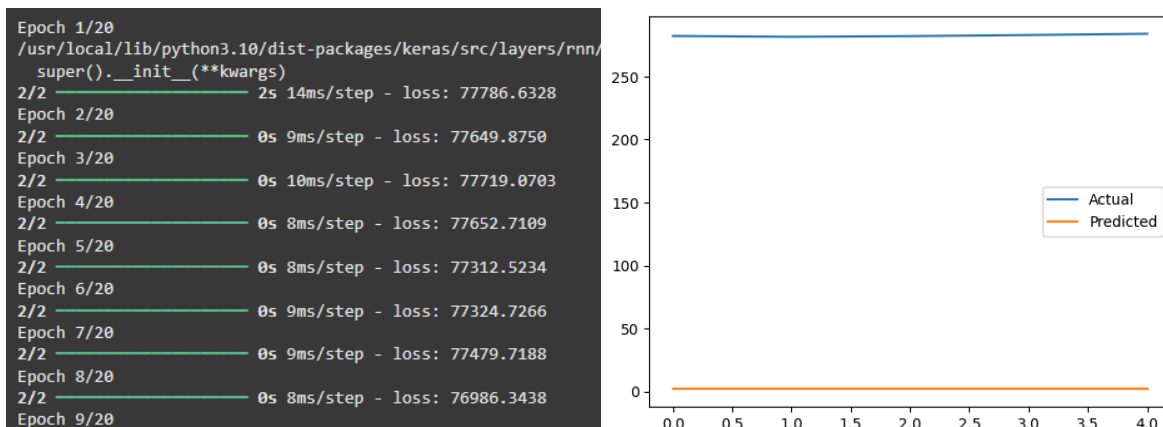 Epoch 1/20
/usr/local/lib/python3.10/dist-packages/keras/src/layers/rnn/
super().__init__(**kwargs)
2/2 ━━━━━━━━━━━━━━━━━━━━ 2s 14ms/step - loss: 77786.6328
Epoch 2/20
2/2 ━━━━━━━━━━━━━━━━━━━━ 0s 9ms/step - loss: 77649.8750
Epoch 3/20
2/2 ━━━━━━━━━━━━━━━━━━━━ 0s 10ms/step - loss: 77719.0703
Epoch 4/20
2/2 ━━━━━━━━━━━━━━━━━━━━ 0s 8ms/step - loss: 77652.7109
Epoch 5/20
2/2 ━━━━━━━━━━━━━━━━━━━━ 0s 8ms/step - loss: 77312.5234
Epoch 6/20
2/2 ━━━━━━━━━━━━━━━━━━━━ 0s 9ms/step - loss: 77324.7266
Epoch 7/20
2/2 ━━━━━━━━━━━━━━━━━━━━ 0s 9ms/step - loss: 77479.7188
Epoch 8/20
2/2 ━━━━━━━━━━━━━━━━━━━━ 0s 8ms/step - loss: 76986.3438
Epoch 9/20
250
200
150
100
50
0
Actual
Predicted
0.0 0.5 1.0 1.5 2.0 2.5 3.0 3.5 4.0